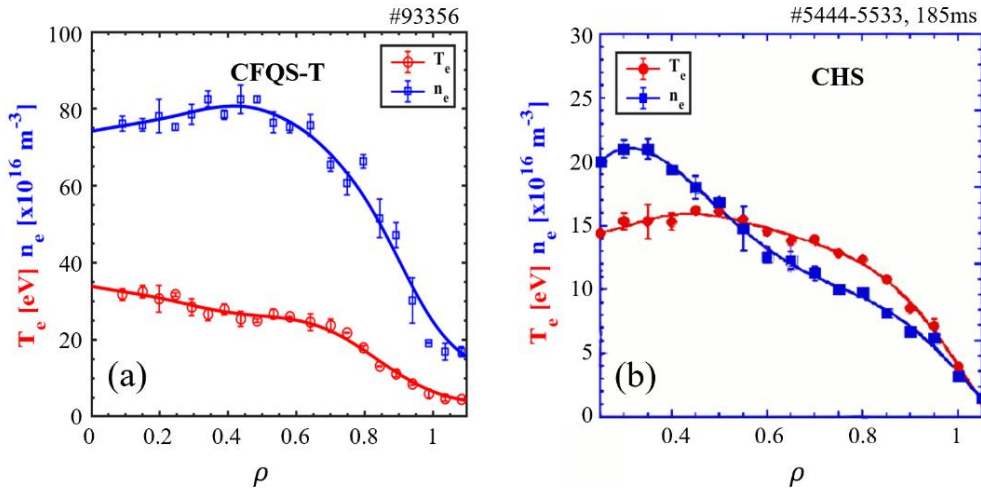 #93356
100
80
60
40
20
0
T_e [eV] n_e [x10^16 m^-3]
CFQS-T
T_e
n_e
(a)
0 0.2 0.4 0.6 0.8 1
ρ
#5444-5533, 185ms
30
25
20
15
10
5
0
T_e [eV] n_e [x10^16 m^-3]
T_e
n_e
CHS
(b)
0.4 0.6 0.8 1
ρ